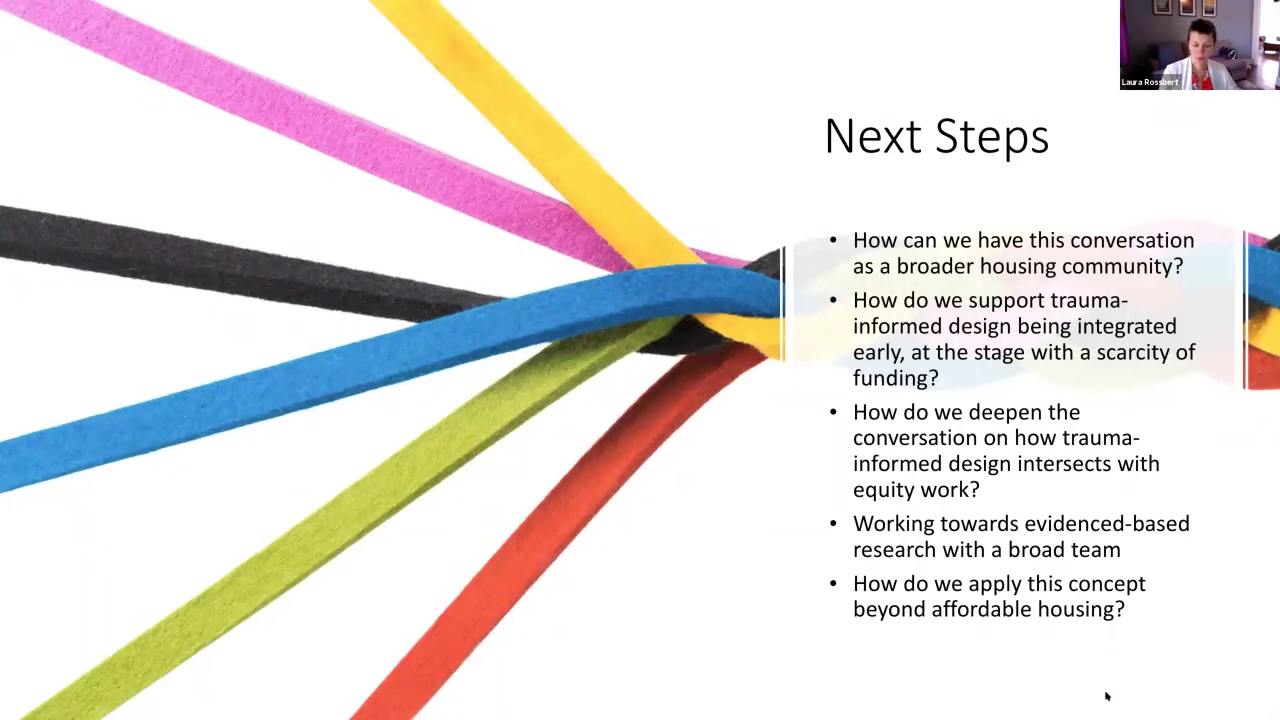 Laura Rossbert
Next Steps
• How can we have this conversation
as a broader housing community?
• How do we support trauma-
informed design being integrated
early, at the stage with a scarcity of
funding?
• How do we deepen the
conversation on how trauma-
informed design intersects with
equity work?
• Working towards evidenced-based
research with a broad team
• How do we apply this concept
beyond affordable housing?